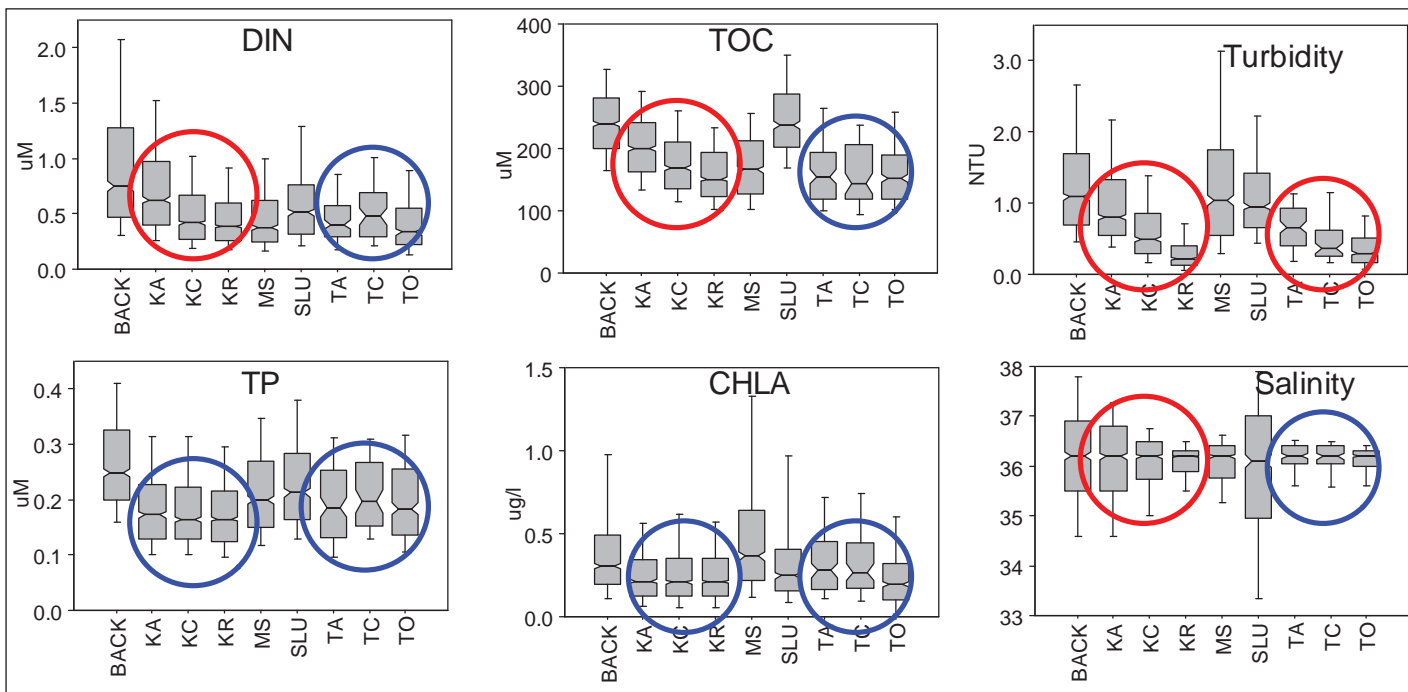 DIN
2.0
1.5
1.0
0.5
0.0
uM
BACK
KA
KC
KR
MS
SLU
TA
TC
TO
TOC
400
300
200
100
0
uM
BACK
KA
KC
KR
MS
SLU
TA
TC
TO
Turbidity
3.0
2.0
1.0
0.0
NTU
BACK
KA
KC
KR
MS
SLU
TA
TC
TO
TP
0.4
0.3
0.2
0.1
0.0
uM
BACK
KA
KC
KR
MS
SLU
TA
TC
TO
CHLA
1.5
1.0
0.5
0.0
ug/l
BACK
KA
KC
KR
MS
SLU
TA
TC
TO
Salinity
38
37
36
35
34
33
BACK
KA
KC
KR
MS
SLU
TA
TC
TO